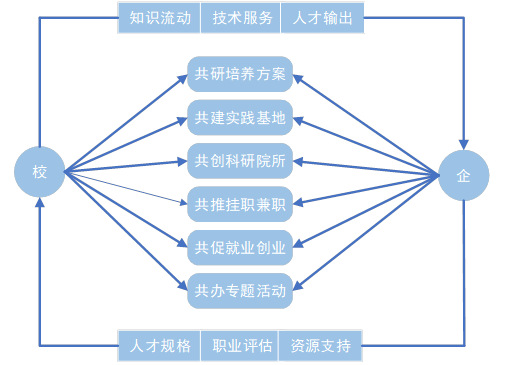 知识流动 技术服务 人才输出
共研培养方案
共建实践基地
共创科研院所
校
企
共推挂职兼职
共促就业创业
共办专题活动
人才规格 职业评估 资源支持